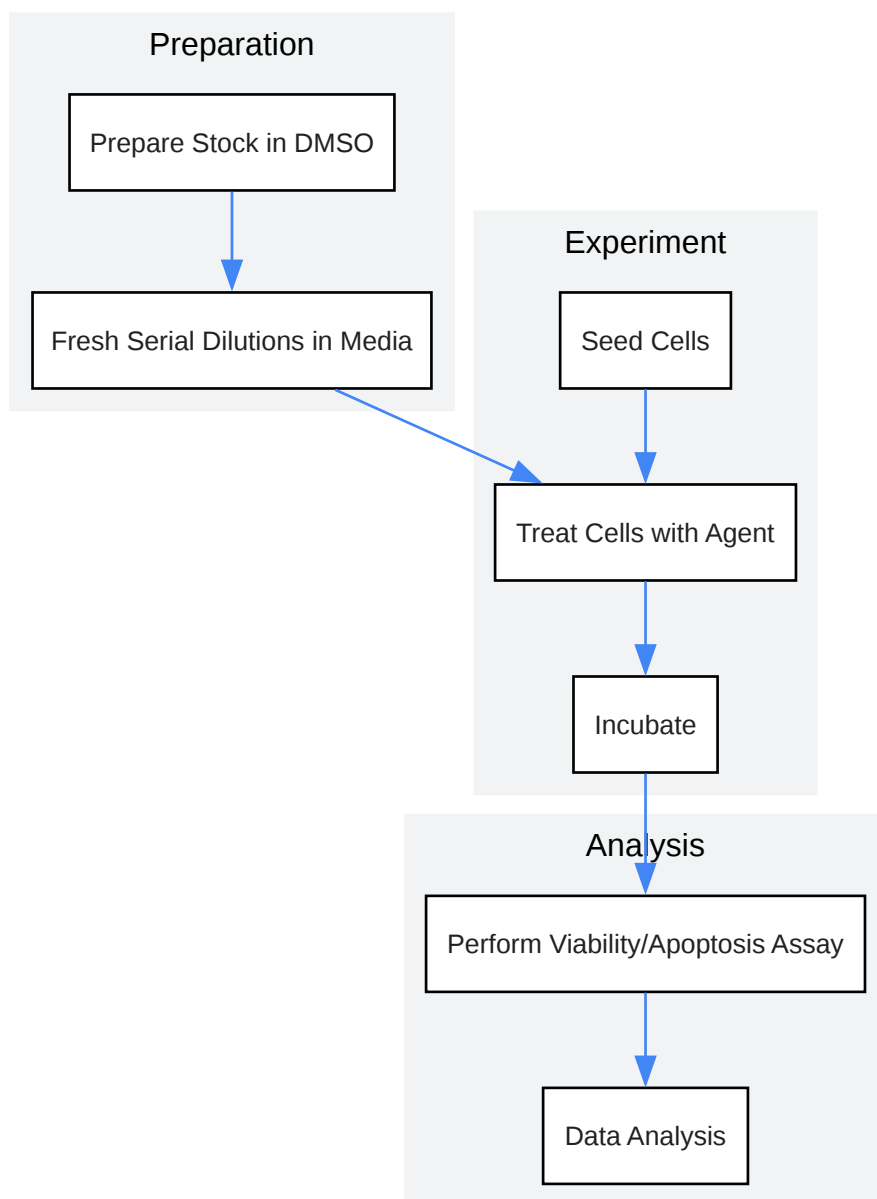 Preparation
Prepare Stock in DMSO
Fresh Serial Dilutions in Media
Experiment
Seed Cells
Treat Cells with Agent
Incubate
Analysis
Perform Viability/Apoptosis Assay
Data Analysis